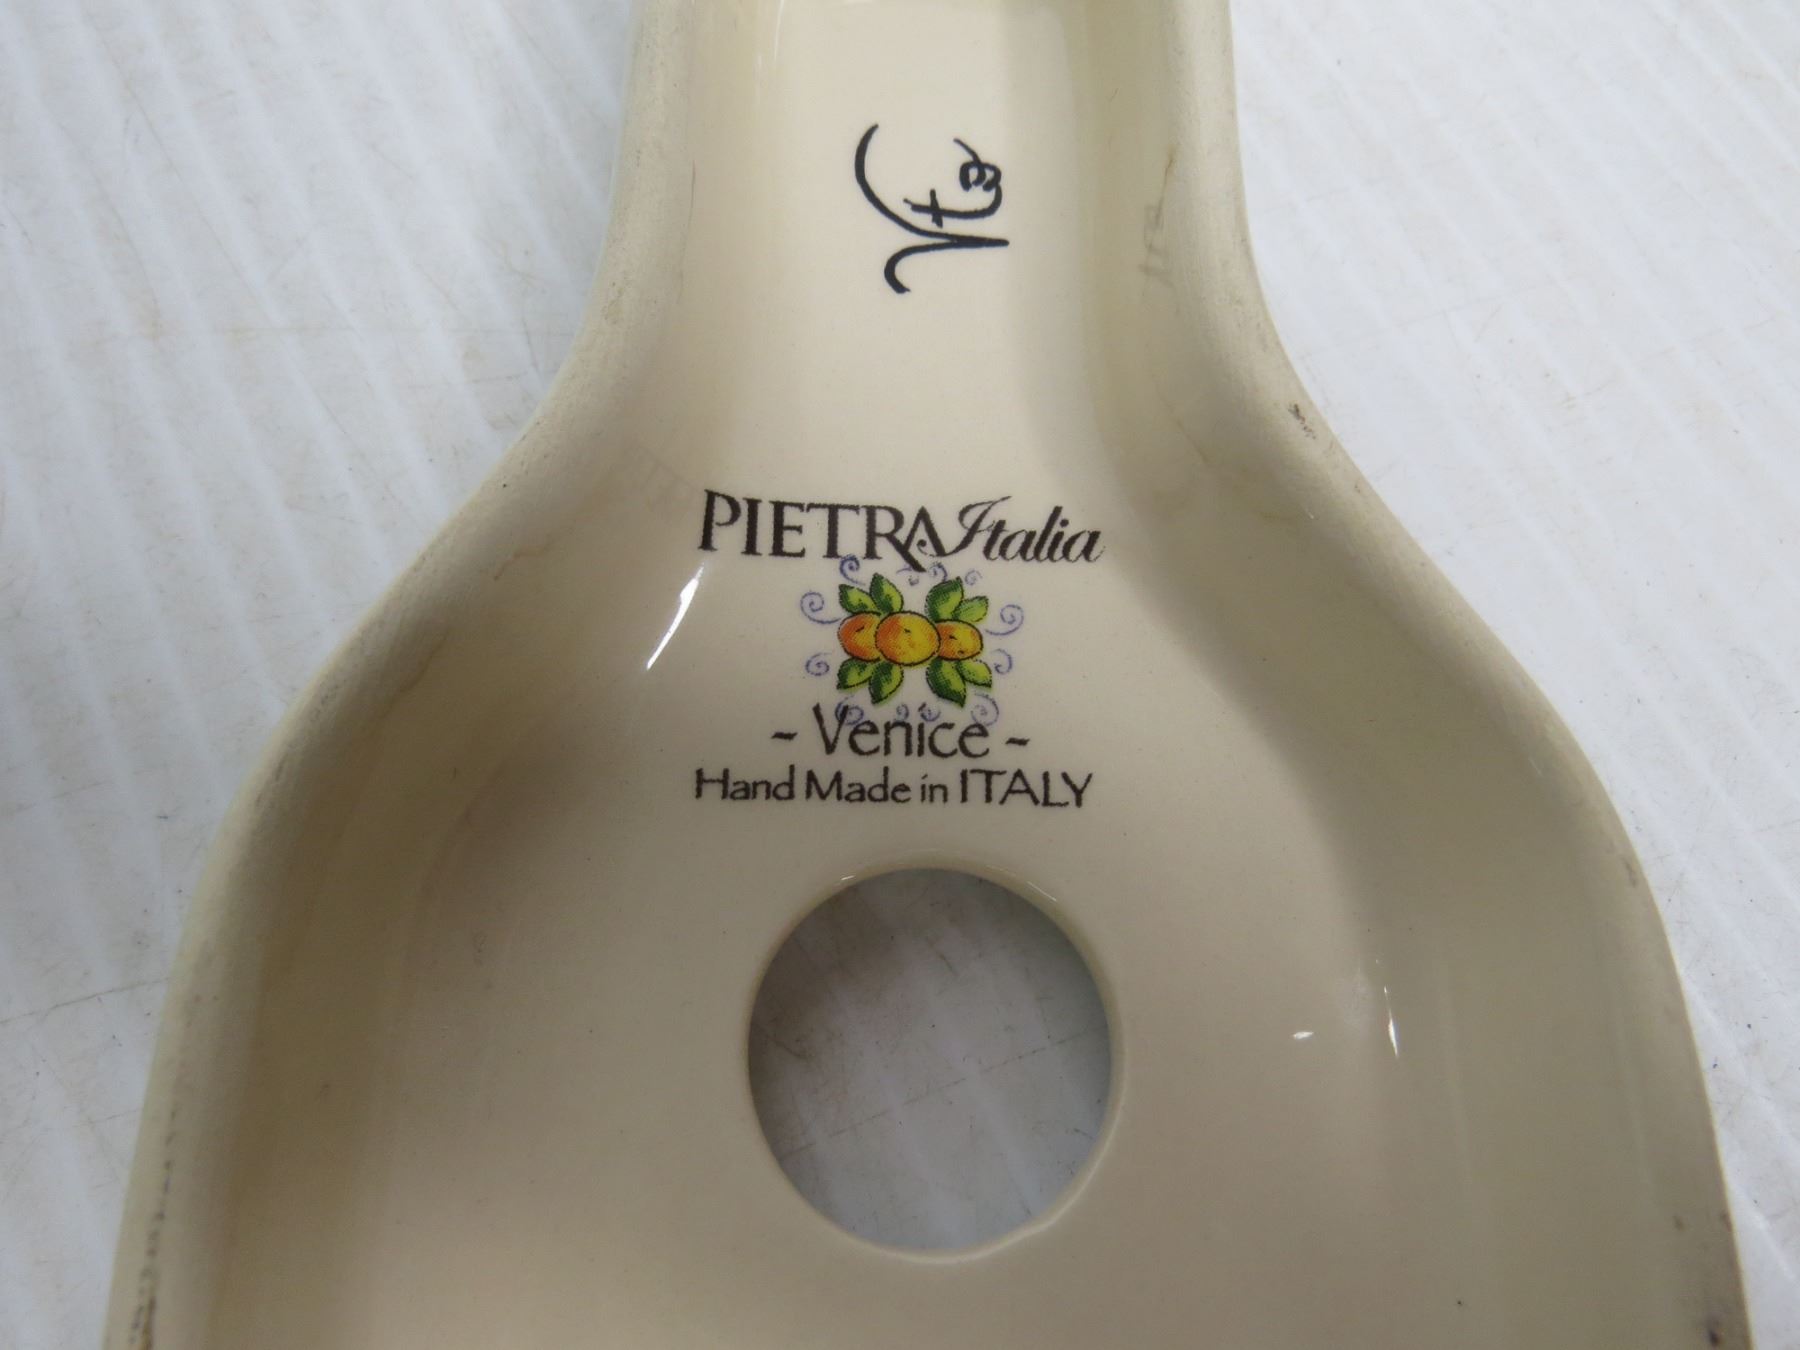 PIETRA Italia
- Venice -
Hand Made in ITALY